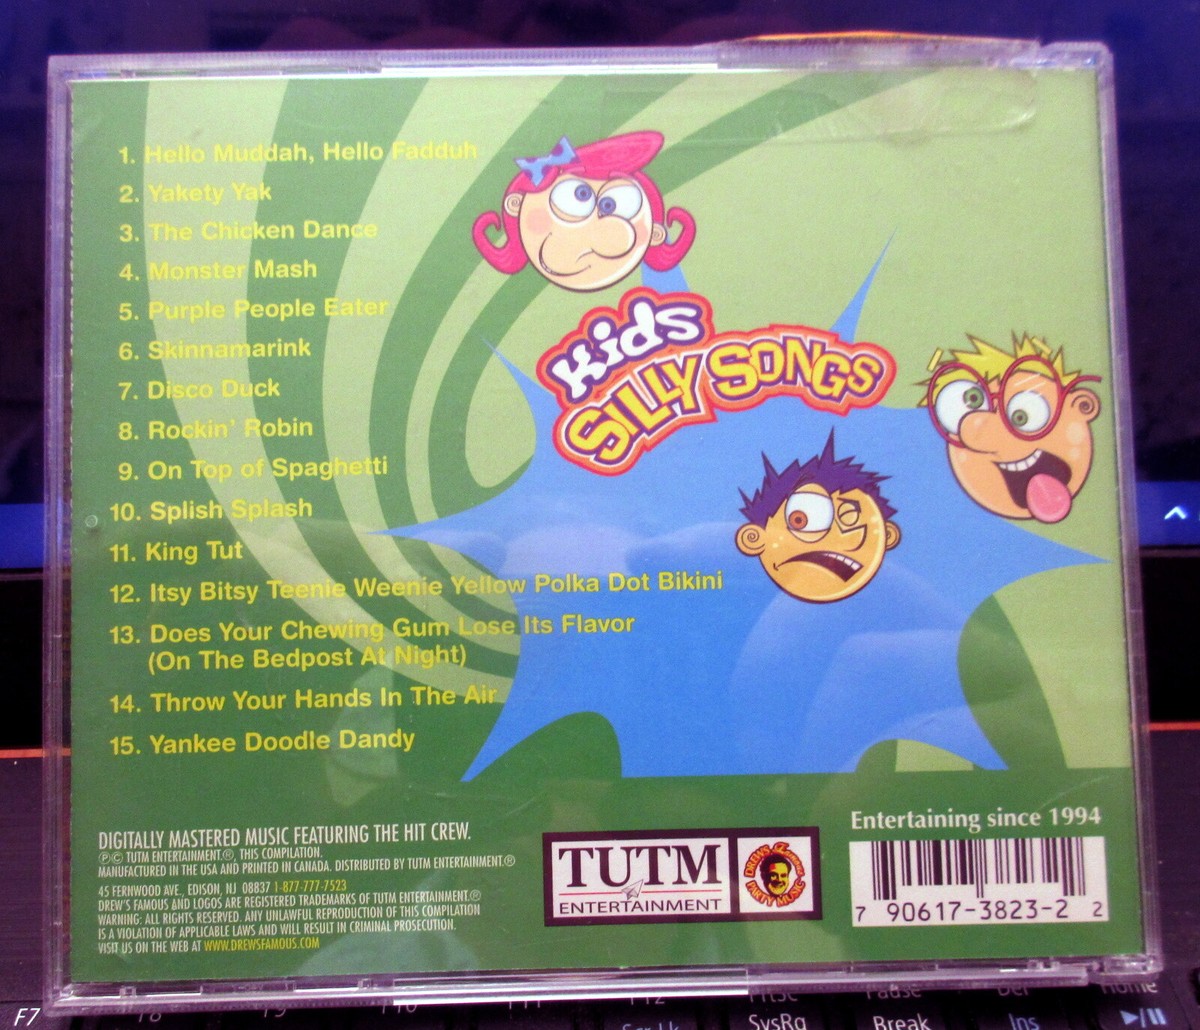 1. Hello Muddah, Hello Fadduh
2. Yakety Yak
3. The Chicken Dance
4. Monster Mash
5. Purple People Eater
6. Skinnamarink
7. Disco Duck
8. Rockin' Robin
9. On Top of Spaghetti
10. Splish Splash
11. King Tut
12. Itsy Bitsy Teenie Weenie Yellow Polka Dot Bikini
13. Does Your Chewing Gum Lose Its Flavor
(On The Bedpost At Night)
14. Throw Your Hands In The Air
15. Yankee Doodle Dandy
Kids
SILLY SONGS
DIGITALLY MASTERED MUSIC FEATURING THE HIT CREW.
℗© TUTM ENTERTAINMENT.®, THIS COMPILATION.
MANUFACTURED IN THE USA AND PRINTED IN CANADA. DISTRIBUTED BY TUTM ENTERTAINMENT.®
45 FERNWOOD AVE., EDISON, NJ 08837 1-877-777-7523
DREW'S FAMOUS AND LOGOS ARE REGISTERED TRADEMARKS OF TUTM ENTERTAINMENT.®
WARNING: ALL RIGHTS RESERVED. ANY UNLAWFUL REPRODUCTION OF THIS COMPILATION
IS A VIOLATION OF APPLICABLE LAWS AND WILL RESULT IN CRIMINAL PROSECUTION.
VISIT US ON THE WEB AT WWW.DREWSFAMOUS.COM
TUTM
ENTERTAINMENT
DREW'S Famous
PARTY MUSIC
Entertaining since 1994
7 90617-3823-2 2
F7
F10
Pause
Home
SysRq
Break
Ins